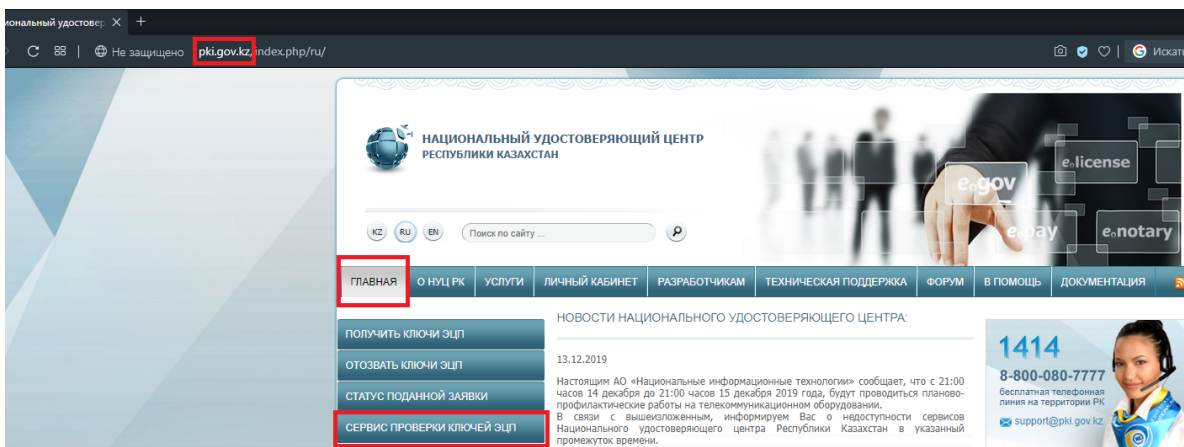 иональный удостовер
Не защищено pki.gov.kz/index.php/ru/
Искать
НАЦИОНАЛЬНЫЙ УДОСТОВЕРЯЮЩИЙ ЦЕНТР
РЕСПУБЛИКИ КАЗАХСТАН
e.license
e.gov
e.pay
e.notary
KZ RU EN Поиск по сайту ...
ГЛАВНАЯ О НУЦ РК УСЛУГИ ЛИЧНЫЙ КАБИНЕТ РАЗРАБОТЧИКАМ ТЕХНИЧЕСКАЯ ПОДДЕРЖКА ФОРУМ В ПОМОЩЬ ДОКУМЕНТАЦИЯ
ПОЛУЧИТЬ КЛЮЧИ ЭЦП
ОТОЗВАТЬ КЛЮЧИ ЭЦП
СТАТУС ПОДАННОЙ ЗАЯВКИ
СЕРВИС ПРОВЕРКИ КЛЮЧЕЙ ЭЦП
НОВОСТИ НАЦИОНАЛЬНОГО УДОСТОВЕРЯЮЩЕГО ЦЕНТРА:
13.12.2019
Настоящим АО «Национальные информационные технологии» сообщает, что с 21:00
часов 14 декабря до 21:00 часов 15 декабря 2019 года, будут проводиться планово-
профилактические работы на телекоммуникационном оборудовании.
В связи с вышеизложенным, информируем Вас о недоступности сервисов
Национального удостоверяющего центра Республики Казахстан в указанный
промежуток времени.
1414
8-800-080-7777
бесплатная телефонная
линия на территории РК
support@pki.gov.kz